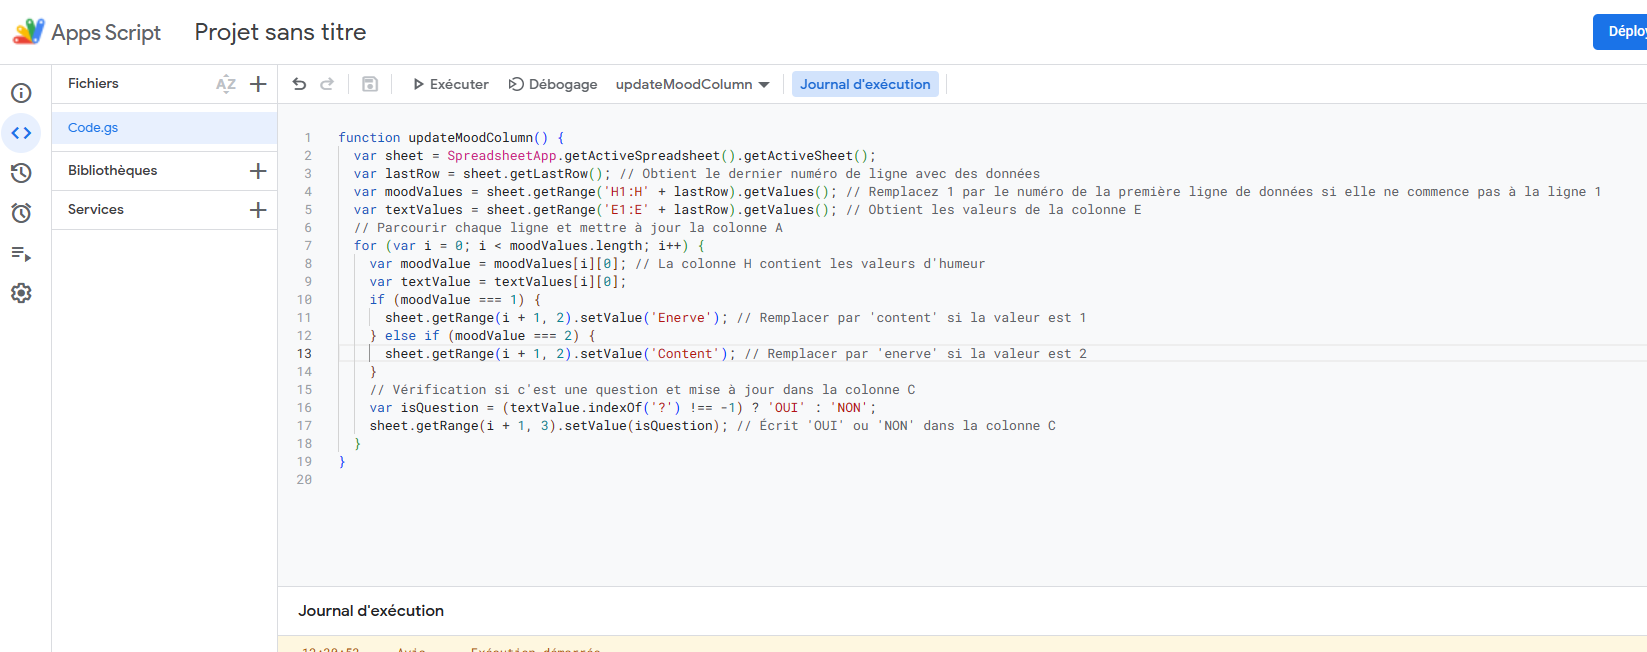 Apps Script Projet sans titre
Fichiers
Code.gs
Bibliothèques
Services
Exécuter Débogage updateMoodColumn Journal d'exécution
1 function updateMoodColumn() {
2 var sheet = SpreadsheetApp.getActiveSpreadsheet().getActiveSheet();
3 var lastRow = sheet.getLastRow(); // Obtient le dernier numéro de ligne avec des données
4 var moodValues = sheet.getRange('H1:H' + lastRow).getValues(); // Remplacez 1 par le numéro de la première ligne de données si elle ne commence pas à la ligne 1
5 var textValues = sheet.getRange('E1:E' + lastRow).getValues(); // Obtient les valeurs de la colonne E
6 // Parcourir chaque ligne et mettre à jour la colonne A
7 for (var i = 0; i < moodValues.length; i++) {
8 var moodValue = moodValues[i][0]; // La colonne H contient les valeurs d'humeur
9 var textValue = textValues[i][0];
10 if (moodValue === 1) {
11 sheet.getRange(i + 1, 2).setValue('Enerve'); // Remplacer par 'content' si la valeur est 1
12 } else if (moodValue === 2) {
13 sheet.getRange(i + 1, 2).setValue('Content'); // Remplacer par 'enerve' si la valeur est 2
14 }
15 // Vérification si c'est une question et mise à jour dans la colonne C
16 var isQuestion = (textValue.indexOf('?') !== -1) ? 'OUI' : 'NON';
17 sheet.getRange(i + 1, 3).setValue(isQuestion); // Écrit 'OUI' ou 'NON' dans la colonne C
18 }
19 }
20
Journal d'exécution
Avis Exécution démarrée